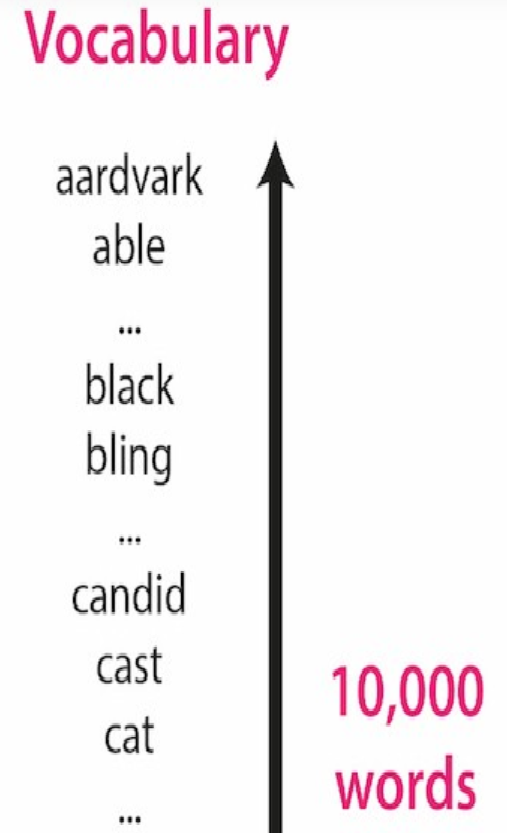 Vocabulary
aardvark
able
...
black
bling
...
candid
cast
cat
...
10,000
words